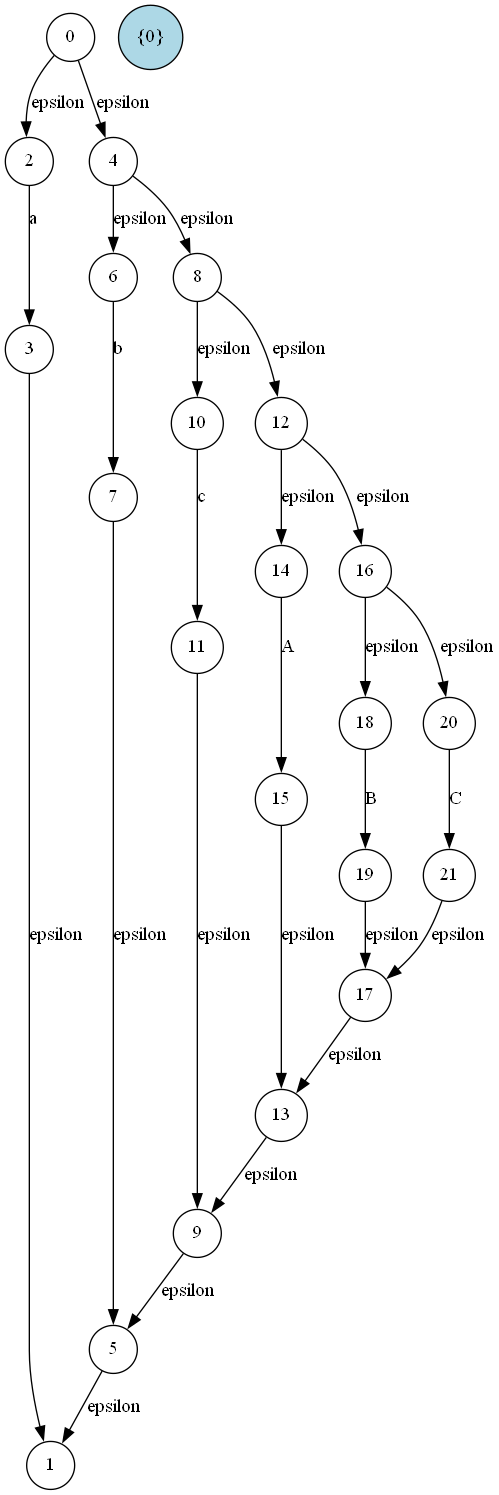 0 {0}
epsilon epsilon
2 4
a epsilon epsilon
6 8
3 b epsilon epsilon
10 12
7 c epsilon epsilon
14 16
11 A epsilon epsilon
18 20
15 B C
19 21
epsilon epsilon epsilon epsilon epsilon epsilon
17
epsilon
13
epsilon
9
epsilon
5
epsilon
1